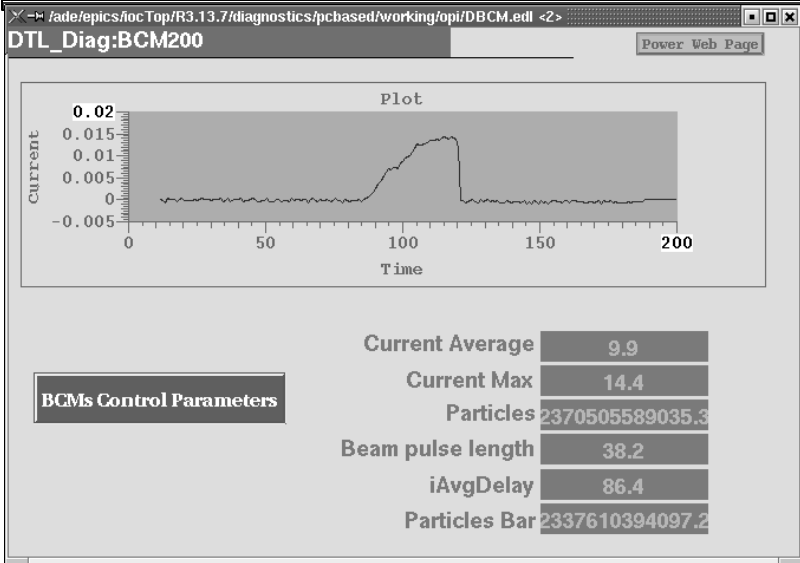 /ade/epics/iocTop/R3.13.7/diagnostics/pcbased/working/opi/DBCM.edl <2>
DTL_Diag:BCM200
Power Web Page
Plot
0.02
0.015
0.01
0.005
0
-0.005
Current
0 50 100 150 200
Time
Current Average 9.9
Current Max 14.4
BCMs Control Parameters
Particles 2370505589035.3
Beam pulse length 38.2
iAvgDelay 86.4
Particles Bar 2337610394097.2